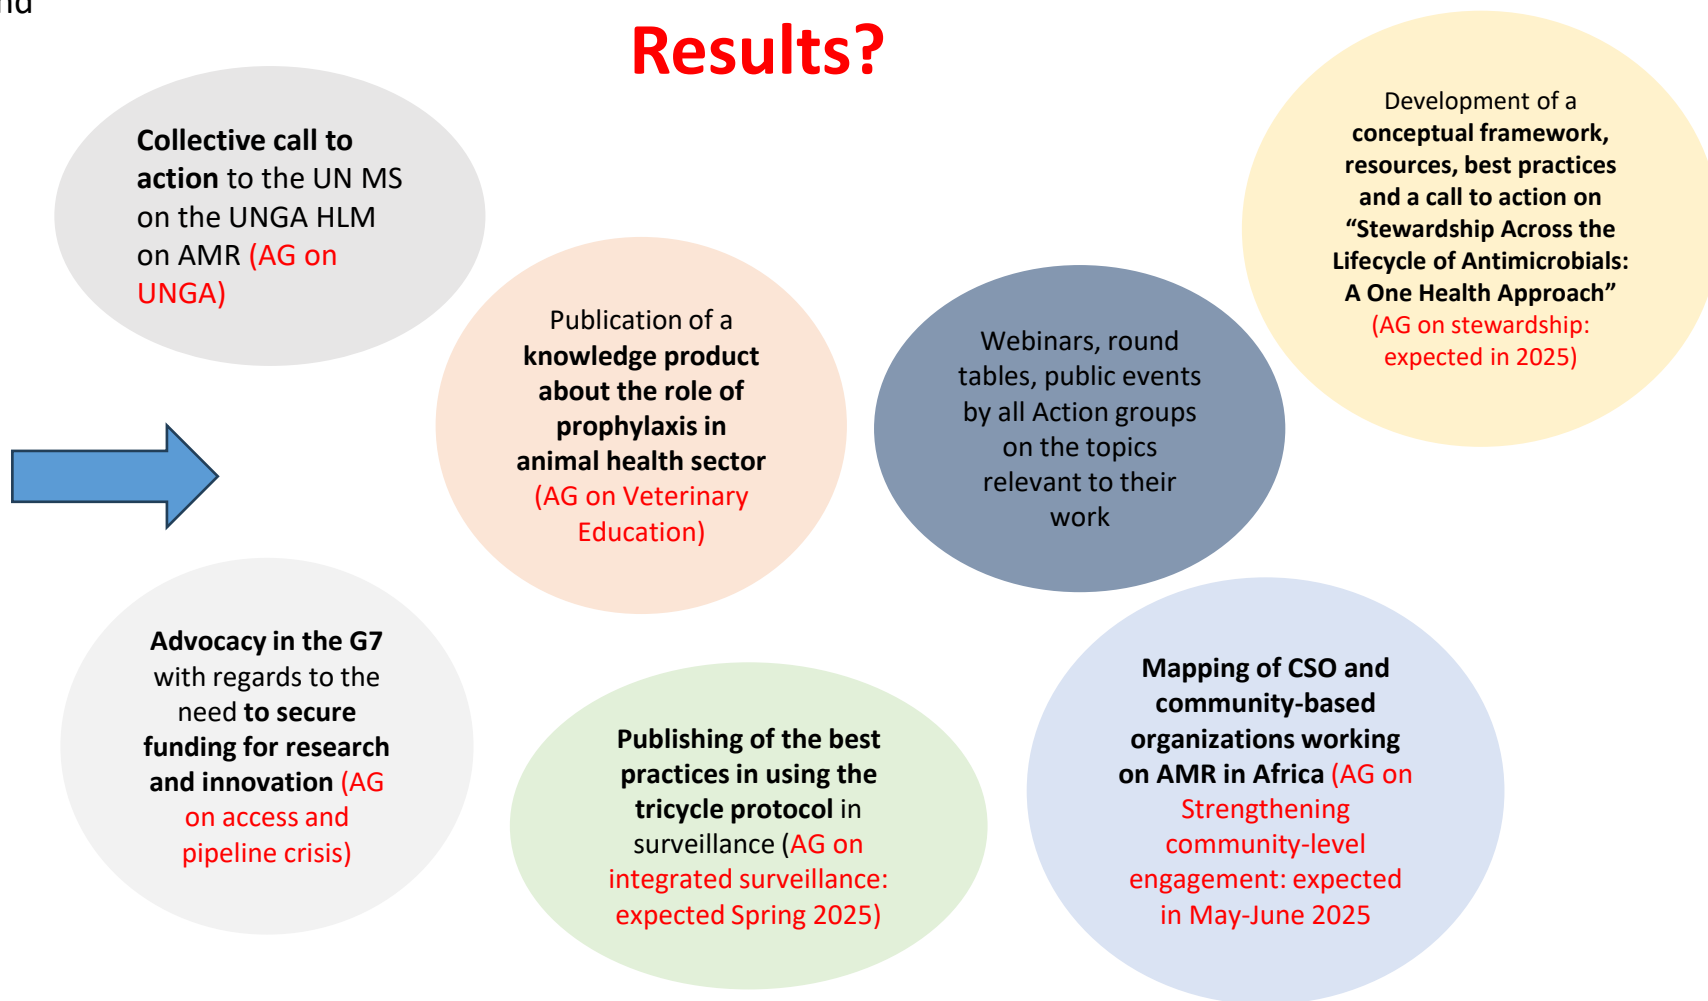 nd
Results?
Collective call to
action to the UN MS
on the UNGA HLM
on AMR (AG on
UNGA)
Publication of a
knowledge product
about the role of
prophylaxis in
animal health sector
(AG on Veterinary
Education)
Webinars, round
tables, public events
by all Action groups
on the topics
relevant to their
work
Development of a
conceptual framework,
resources, best practices
and a call to action on
“Stewardship Across the
Lifecycle of Antimicrobials:
A One Health Approach”
(AG on stewardship:
expected in 2025)
Advocacy in the G7
with regards to the
need to secure
funding for research
and innovation (AG
on access and
pipeline crisis)
Publishing of the best
practices in using the
tricycle protocol in
surveillance (AG on
integrated surveillance:
expected Spring 2025)
Mapping of CSO and
community-based
organizations working
on AMR in Africa (AG on
Strengthening
community-level
engagement: expected
in May-June 2025